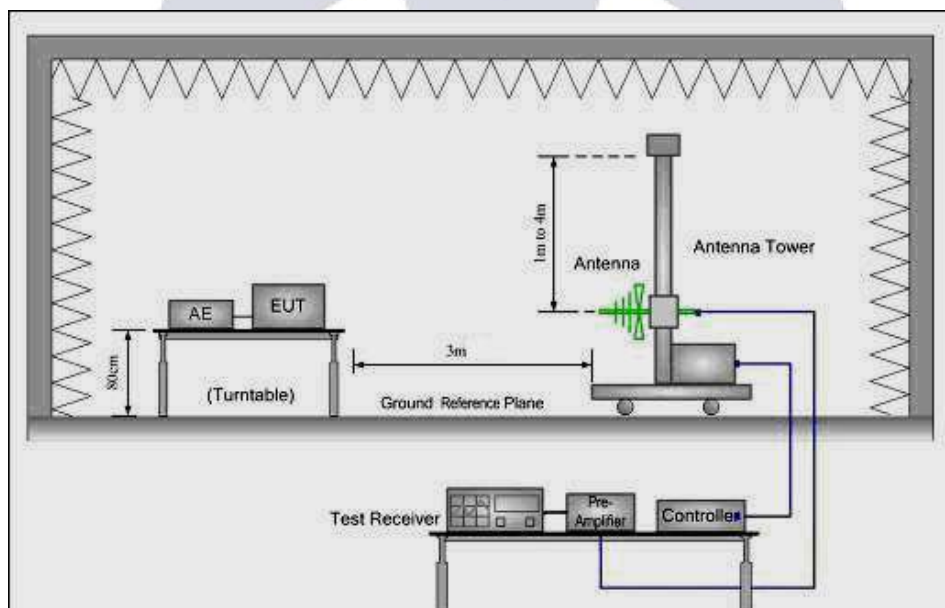 1m to 4m
Antenna Tower
Antenna
AE
EUT
3m
80cm
(Turntable)
Ground Reference Plane
Test Receiver
Pre-
Amplifier
Controller